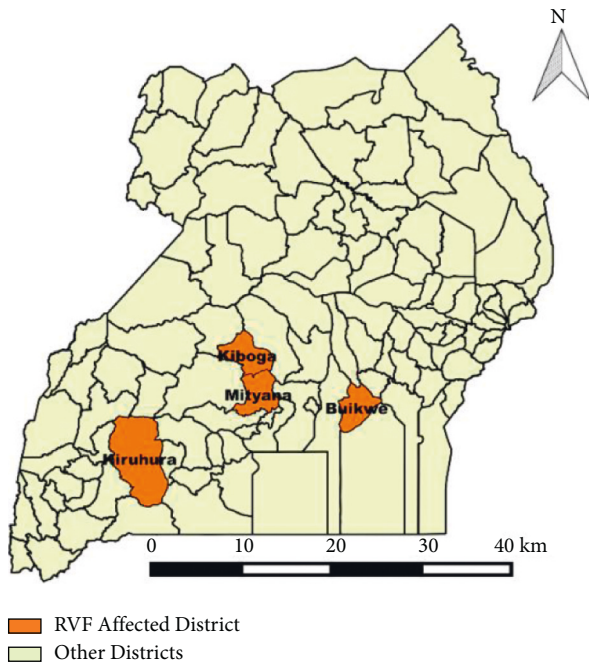 N
Kiboga
Mityana
Buikwe
Kiruhura
0 10 20 30 40 km
RVF Affected District
Other Districts